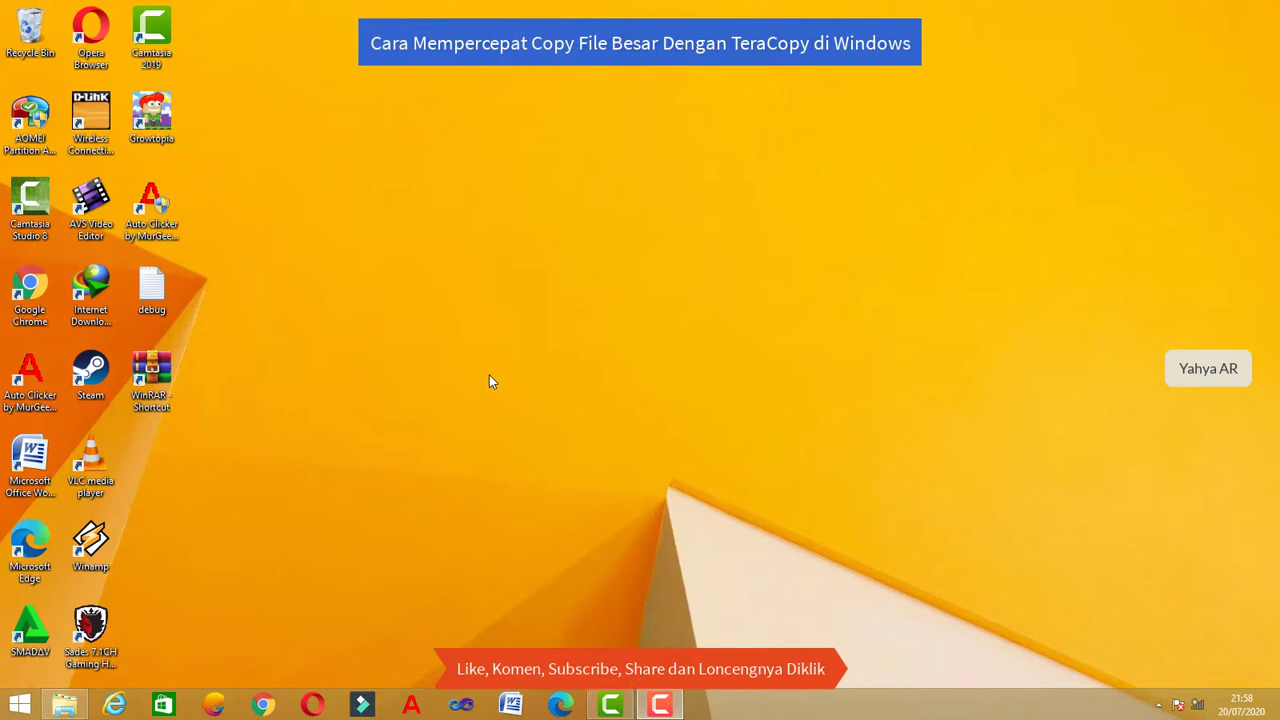 Cara Mempercepat Copy File Besar Dengan TeraCopy di Windows
Recycle Bin
Opera
Browser
Camtasia
2019
AOMEI
Partition A...
D-Link
Wireless
Connecti...
Growtopia
Camtasia
Studio 8
AVS Video
Editor
Auto Clicker
by MurGee...
Google
Chrome
Internet
Downlo...
debug
Auto Clicker
by MurGee...
Steam
WinRAR -
Shortcut
Yahya AR
Microsoft
Office Wo...
VLC media
player
Microsoft
Edge
Winamp
SMADAV
Sades 7.1CH
Gaming H...
Like, Komen, Subscribe, Share dan Loncengnya Diklik
21:58
20/07/2020